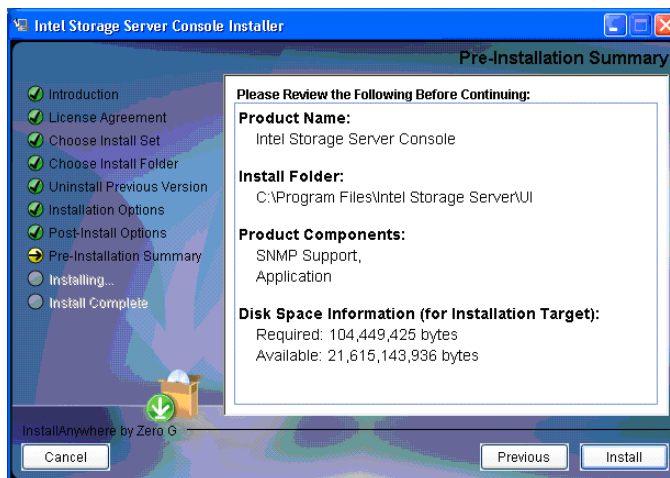 Intel Storage Server Console Installer
Pre-Installation Summary
Introduction
License Agreement
Choose Install Set
Choose Install Folder
Uninstall Previous Version
Installation Options
Post-Install Options
Pre-Installation Summary
Installing...
Install Complete
Please Review the Following Before Continuing:
Product Name:
Intel Storage Server Console
Install Folder:
C:\Program Files\Intel Storage Server\UI
Product Components:
SNMP Support,
Application
Disk Space Information (for Installation Target):
Required: 104,449,425 bytes
Available: 21,615,143,936 bytes
InstallAnywhere by Zero G
Cancel
Previous
Install